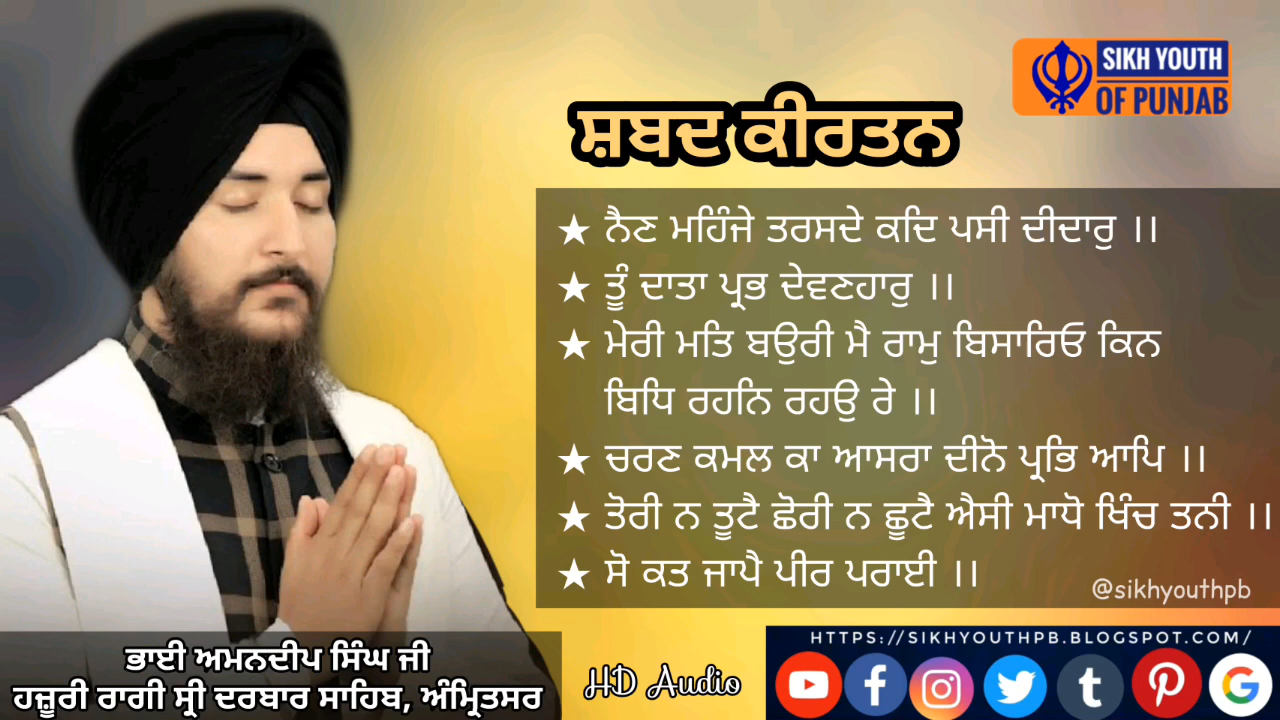 SIKH YOUTH
OF PUNJAB
ਸ਼ਬਦ ਕੀਰਤਨ
★ ਨੈਣ ਮਹਿੰਜੇ ਤਰਸਦੇ ਕਦਿ ਪਸੀ ਦੀਦਾਰੁ ।।
★ ਤੂੰ ਦਾਤਾ ਪ੍ਰਭ ਦੇਵਣਹਾਰੁ ।।
★ ਮੇਰੀ ਮਤਿ ਬਉਰੀ ਮੈ ਰਾਮੁ ਬਿਸਾਰਿਓ ਕਿਨ
ਬਿਧਿ ਰਹਨਿ ਰਹਉ ਰੇ ।।
★ ਚਰਣ ਕਮਲ ਕਾ ਆਸਰਾ ਦੀਨੋ ਪ੍ਰਭਿ ਆਪਿ ।।
★ ਤੋਰੀ ਨ ਤੂਟੈ ਛੋਰੀ ਨ ਛੂਟੈ ਐਸੀ ਮਾਧੋ ਖਿੰਚ ਤਨੀ ।।
★ ਸੋ ਕਤ ਜਾਪੈ ਪੀਰ ਪਰਾਈ ।।
@sikhyouthpb
ਭਾਈ ਅਮਨਦੀਪ ਸਿੰਘ ਜੀ
ਹਜ਼ੂਰੀ ਰਾਗੀ ਸ੍ਰੀ ਦਰਬਾਰ ਸਾਹਿਬ, ਅੰਮ੍ਰਿਤਸਰ
HD Audio
HTTPS://SIKHYOUTHPB.BLOGSPOT.COM/